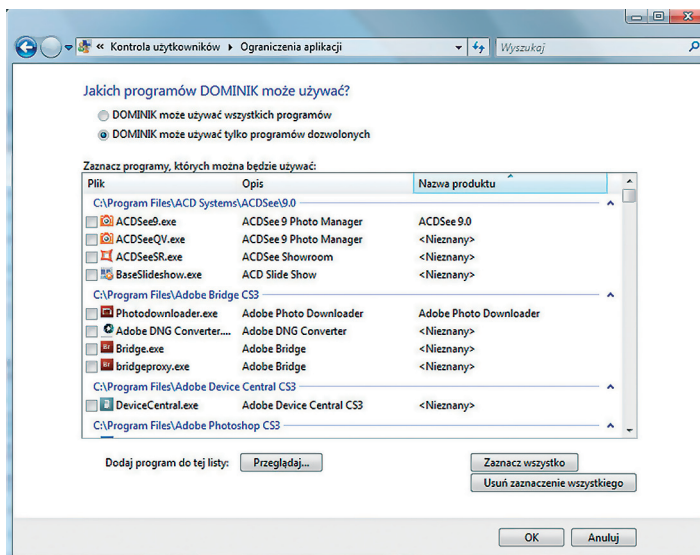 « Kontrola użytkowników ▸ Ograniczenia aplikacji Wyszukaj
Jakich programów DOMINIK może używać?
DOMINIK może używać wszystkich programów
DOMINIK może używać tylko programów dozwolonych
Zaznacz programy, których można będzie używać:
Plik Opis Nazwa produktu
C:\Program Files\ACD Systems\ACDSee\9.0
ACDSee9.exe ACDSee 9 Photo Manager ACDSee 9.0
ACDSeeQV.exe ACDSee 9 Photo Manager <Nieznany>
ACDSeeSR.exe ACDSee Showroom <Nieznany>
BaseSlideshow.exe ACD Slide Show <Nieznany>
C:\Program Files\Adobe Bridge CS3
Photodownloader.exe Adobe Photo Downloader Adobe Photo Downloader
Adobe DNG Converter.... Adobe DNG Converter <Nieznany>
Br Bridge.exe Adobe Bridge <Nieznany>
Br bridgeproxy.exe Adobe Bridge <Nieznany>
C:\Program Files\Adobe Device Central CS3
DeviceCentral.exe Adobe Device Central CS3 <Nieznany>
C:\Program Files\Adobe Photoshop CS3
Dodaj program do tej listy: Przeglądaj... Zaznacz wszystko
Usuń zaznaczenie wszystkiego
OK Anuluj